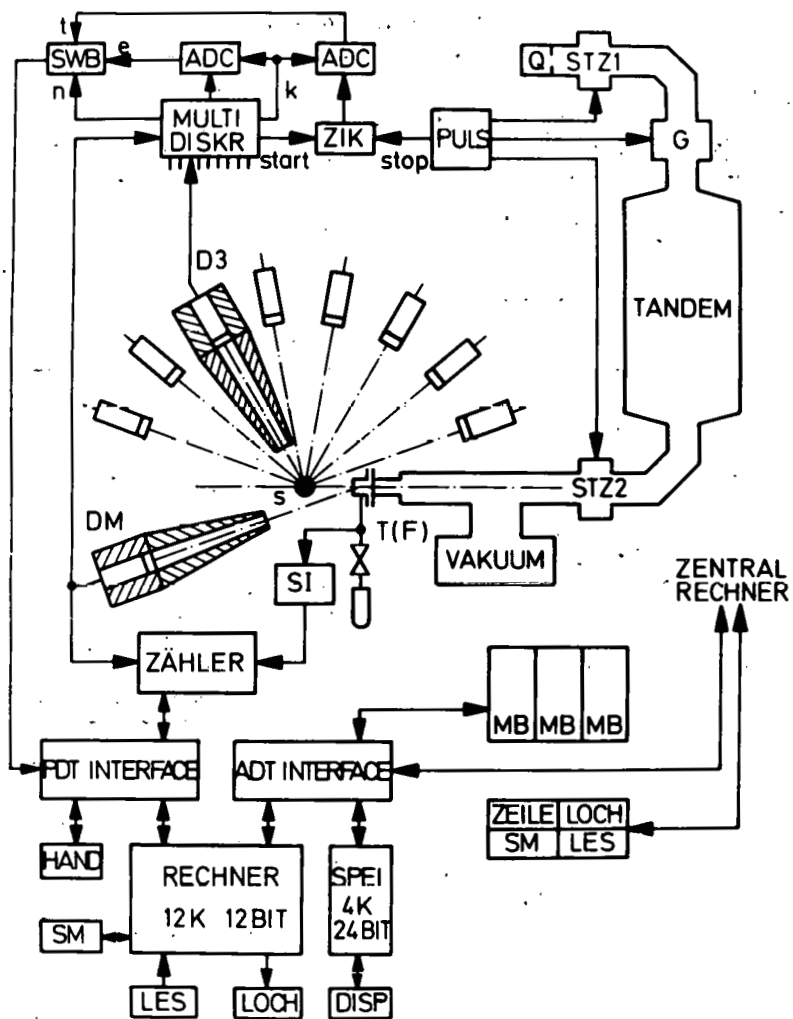 t
SWB
e
ADC
ADC
Q
STZ1
n
k
MULTI
DISKR
start
ZIK
stop
PULS
G
D3
TANDEM
s
STZ2
DM
T(F)
VAKUUM
SI
ZENTRAL
RECHNER
ZÄHLER
MB MB MB
PDT INTERFACE
ADT INTERFACE
ZEILE LOCH
SM LES
HAND
RECHNER
12K 12BIT
SPEI
4K
24BIT
SM
LES
LOCH
DISP